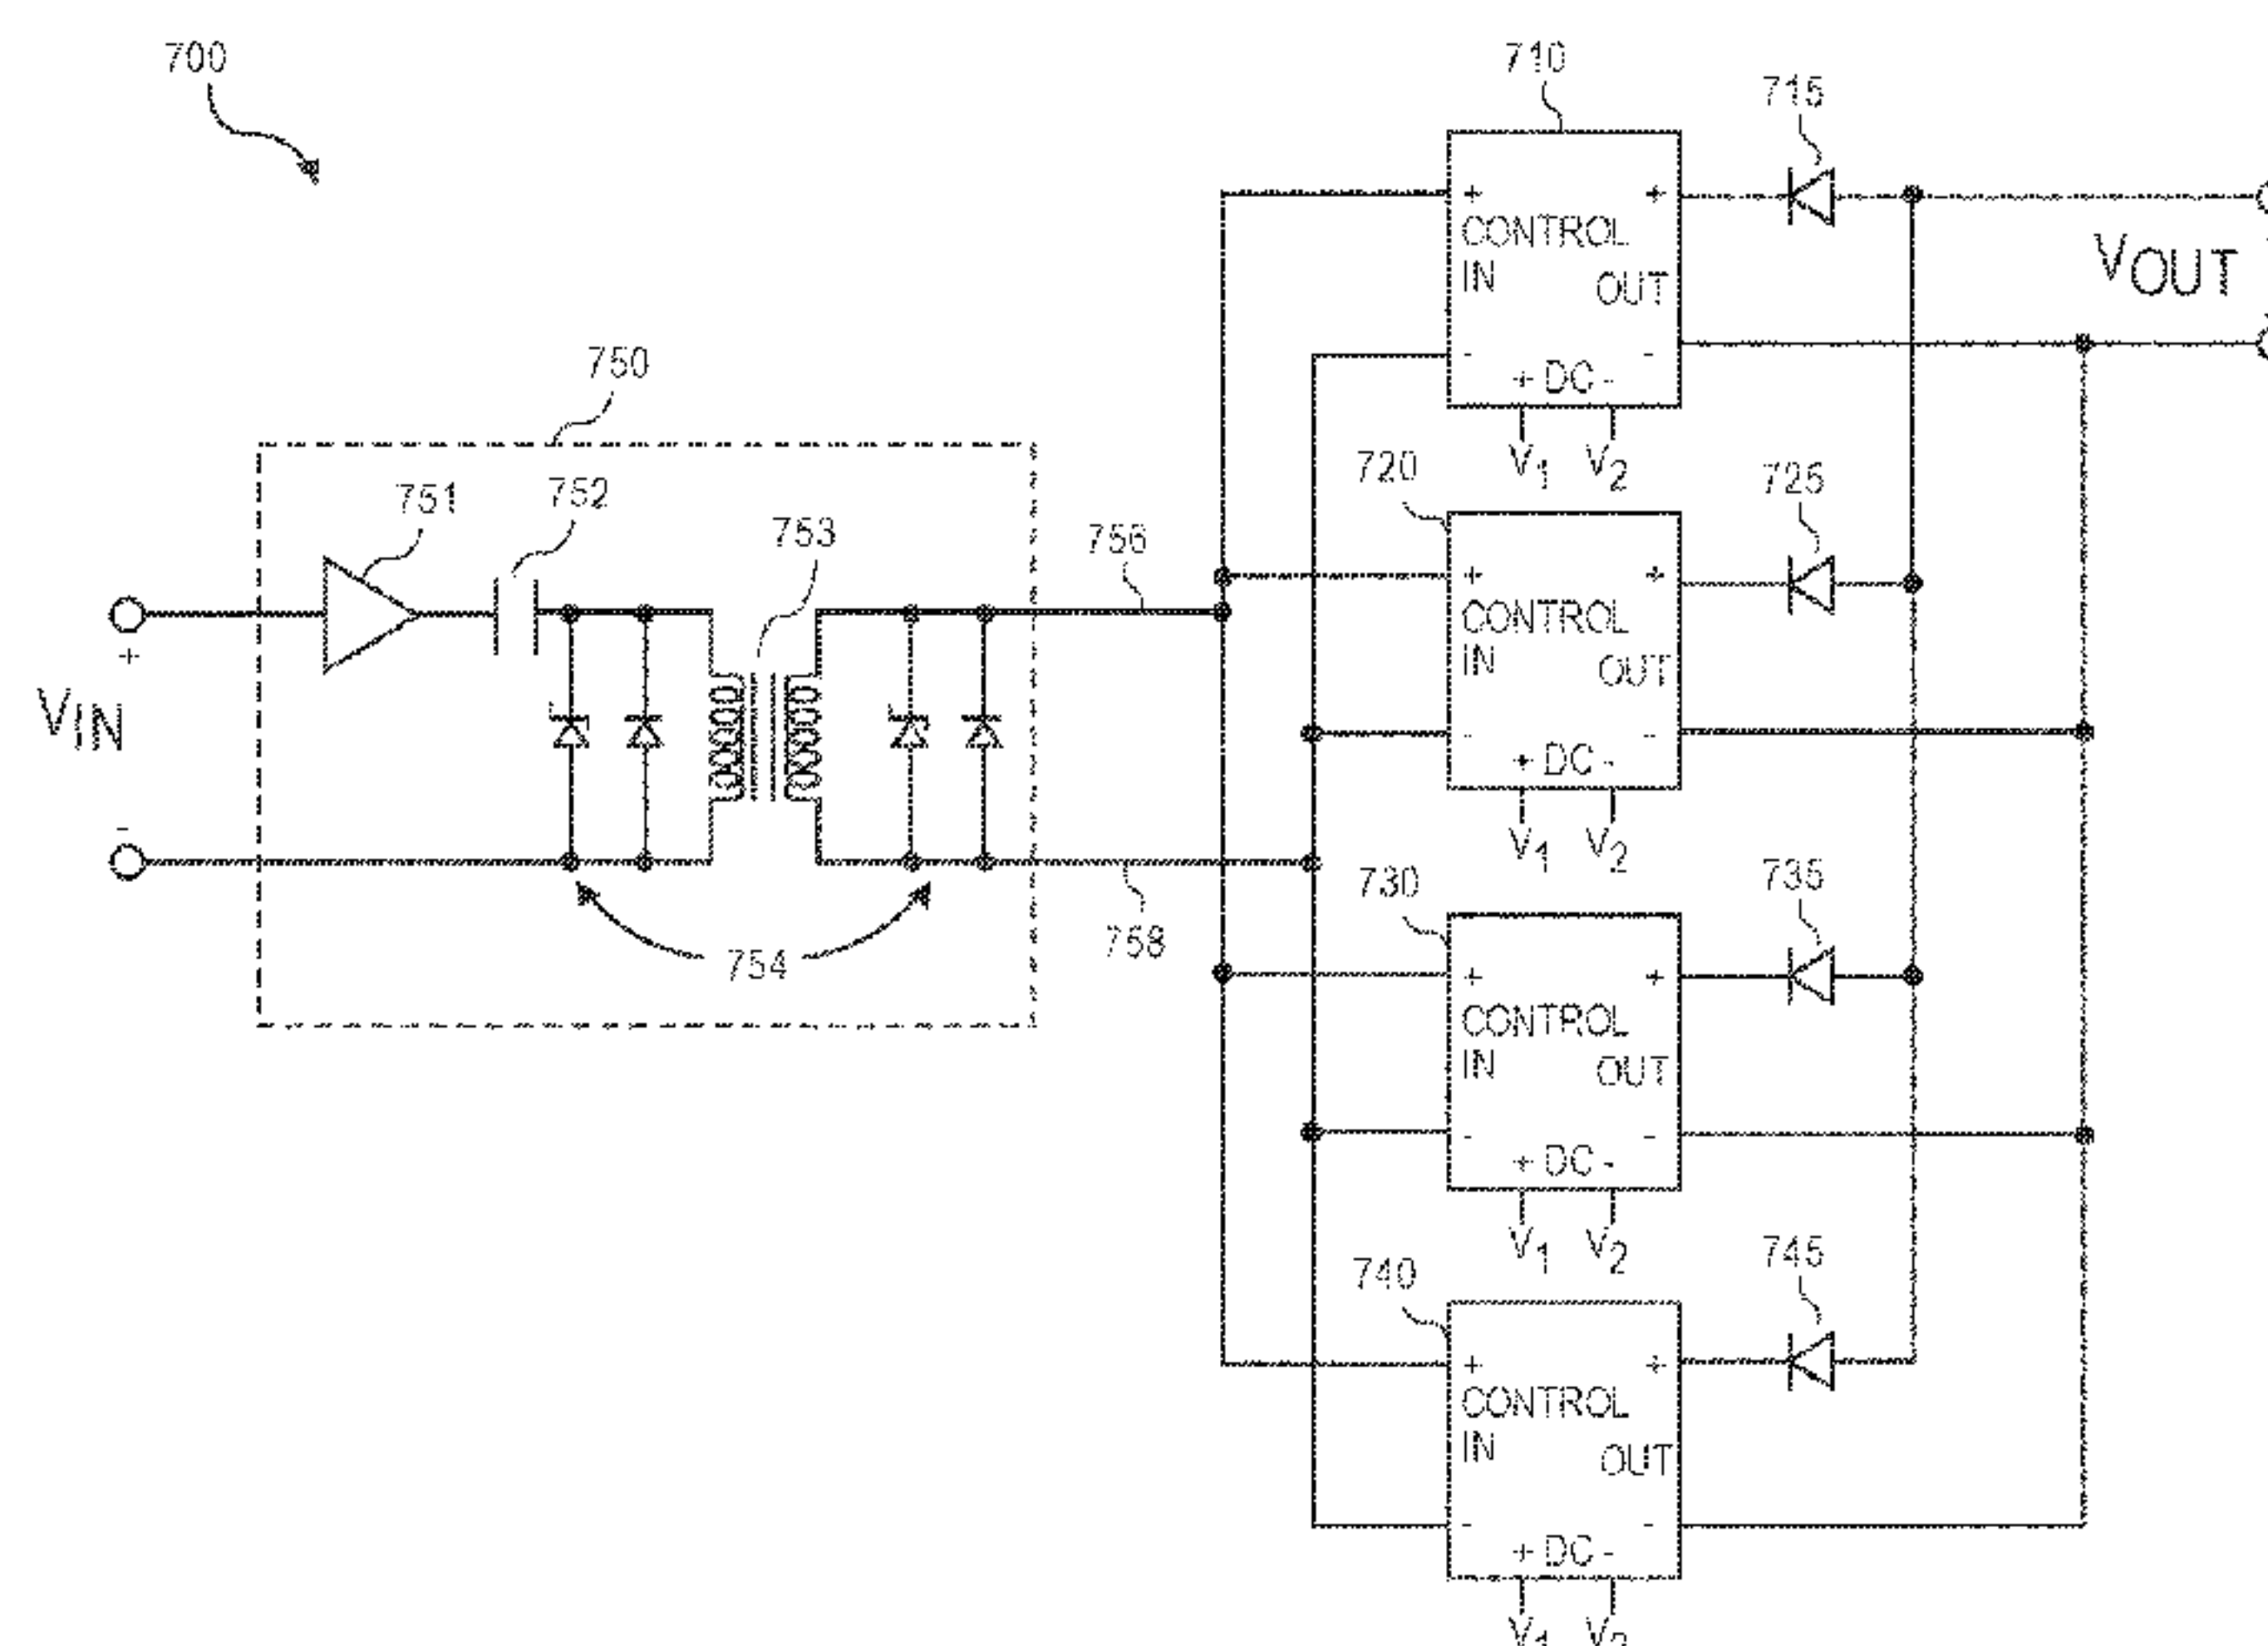 700
710
715
+ +
CONTROL
IN
OUT
VOUT
- -
+ DC -
V1 V2
750
751
752
753
756
+
VIN
-
754
758
720
725
+ +
CONTROL
IN
OUT
- -
+ DC -
V1 V2
730
735
+ +
CONTROL
IN
OUT
- -
+ DC -
V1 V2
740
745
+ +
CONTROL
IN
OUT
- -
+ DC -
V1 V2